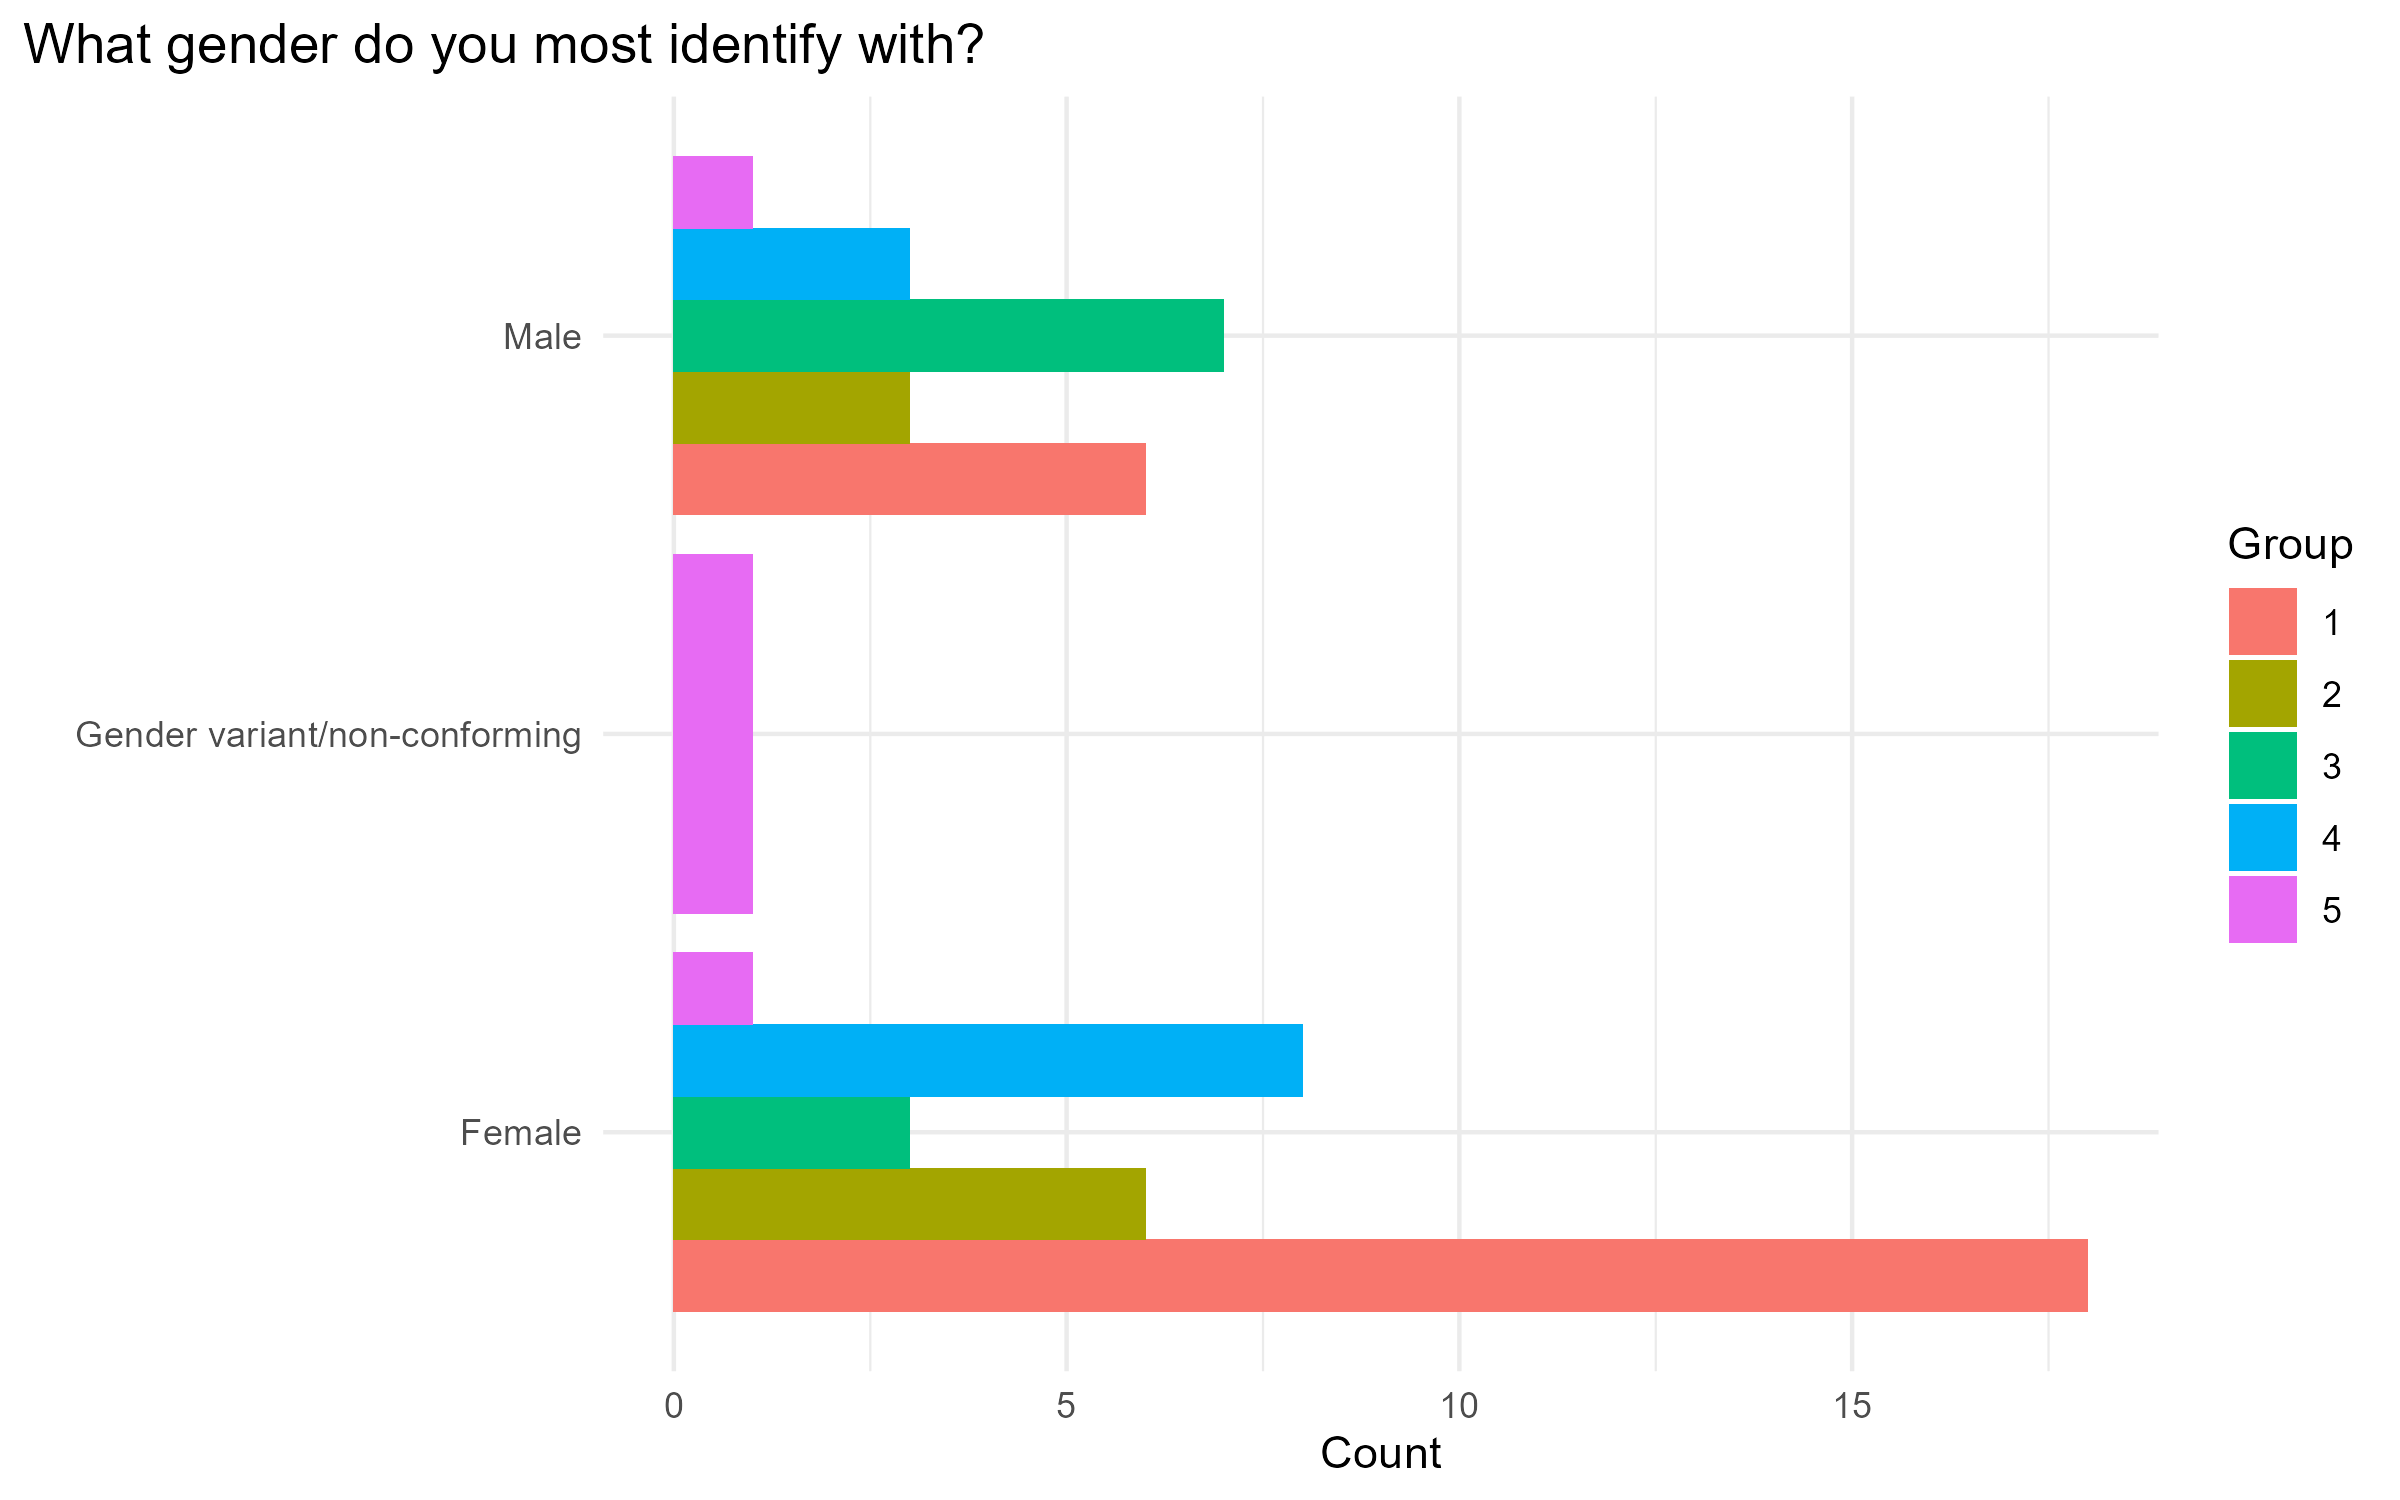 What gender do you most identify with?
Male
Gender variant/non-conforming
Female
0
5
10
15
Count
Group
1
2
3
4
5